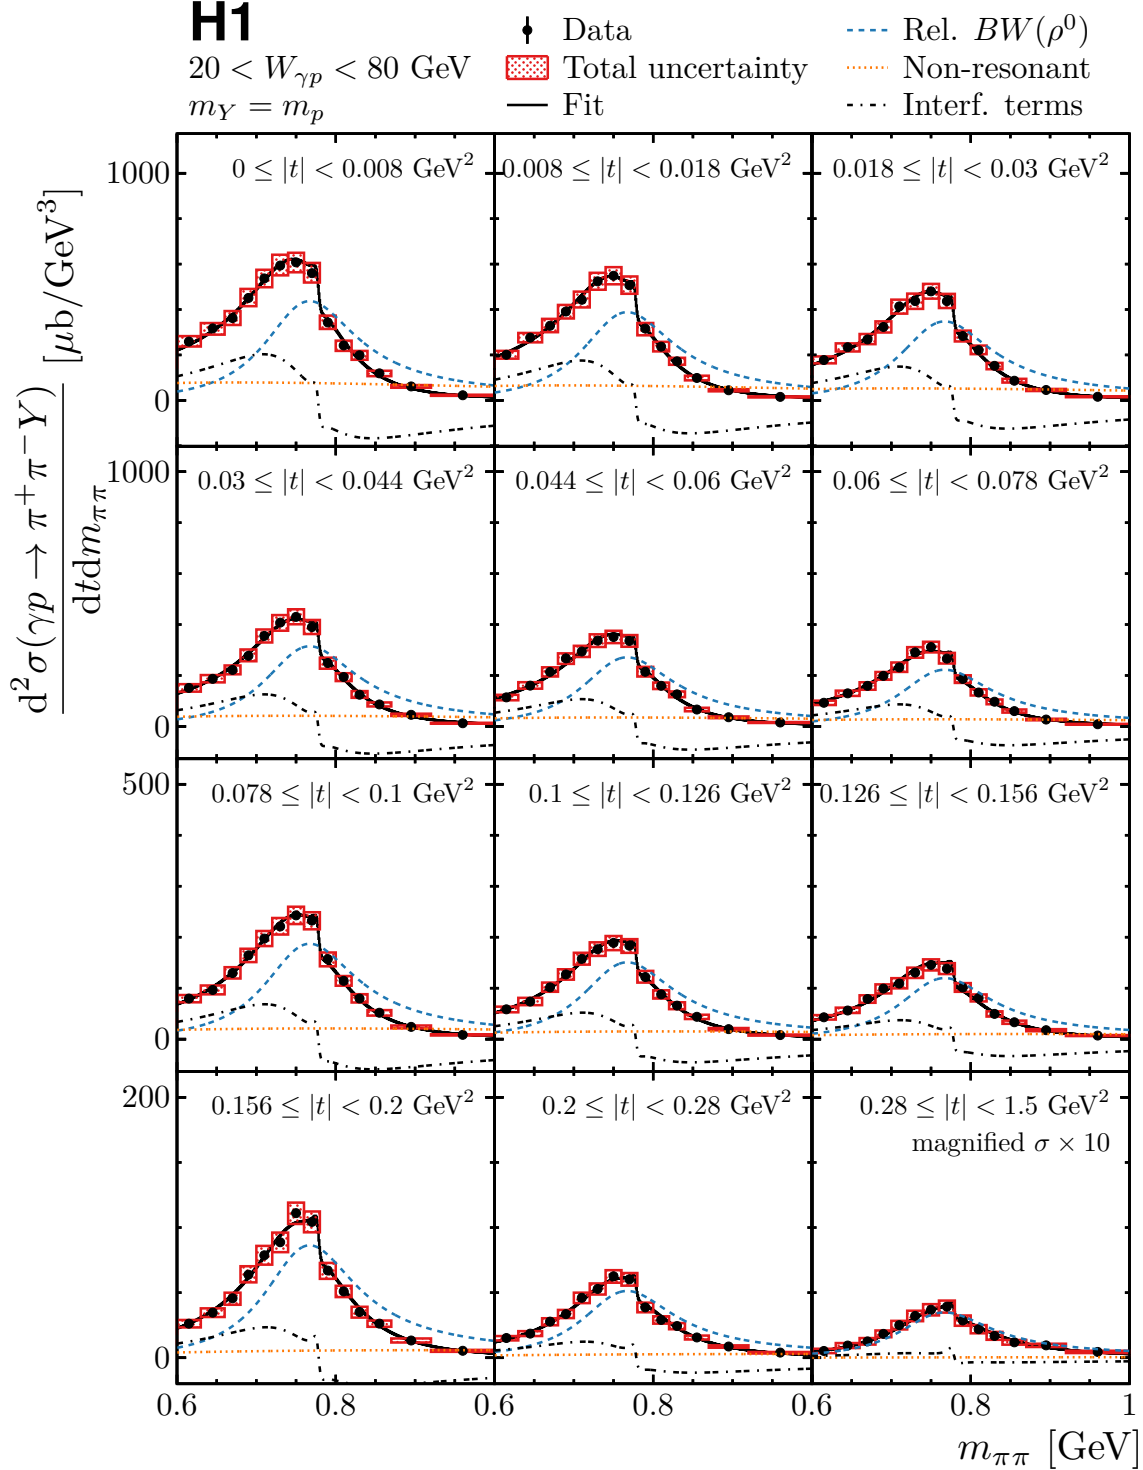 H1
20 < W_γp < 80 GeV
m_Y = m_p
Data
Total uncertainty
Fit
Rel. BW(ρ⁰)
Non-resonant
Interf. terms
d²σ(γp → π⁺π⁻Y) / dtdm_ππ [μb/GeV³]
1000
0
0 ≤ |t| < 0.008 GeV²
0.008 ≤ |t| < 0.018 GeV²
0.018 ≤ |t| < 0.03 GeV²
1000
0
0.03 ≤ |t| < 0.044 GeV²
0.044 ≤ |t| < 0.06 GeV²
0.06 ≤ |t| < 0.078 GeV²
500
0
0.078 ≤ |t| < 0.1 GeV²
0.1 ≤ |t| < 0.126 GeV²
0.126 ≤ |t| < 0.156 GeV²
200
0
0.156 ≤ |t| < 0.2 GeV²
0.2 ≤ |t| < 0.28 GeV²
0.28 ≤ |t| < 1.5 GeV²
magnified σ × 10
0.6 0.8 0.6 0.8 0.6 0.8 1
m_ππ [GeV]